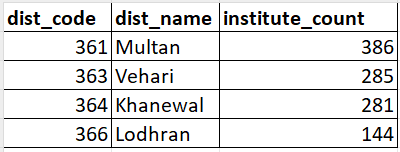 dist_code dist_name institute_count
361 Multan 386
363 Vehari 285
364 Khanewal 281
366 Lodhran 144